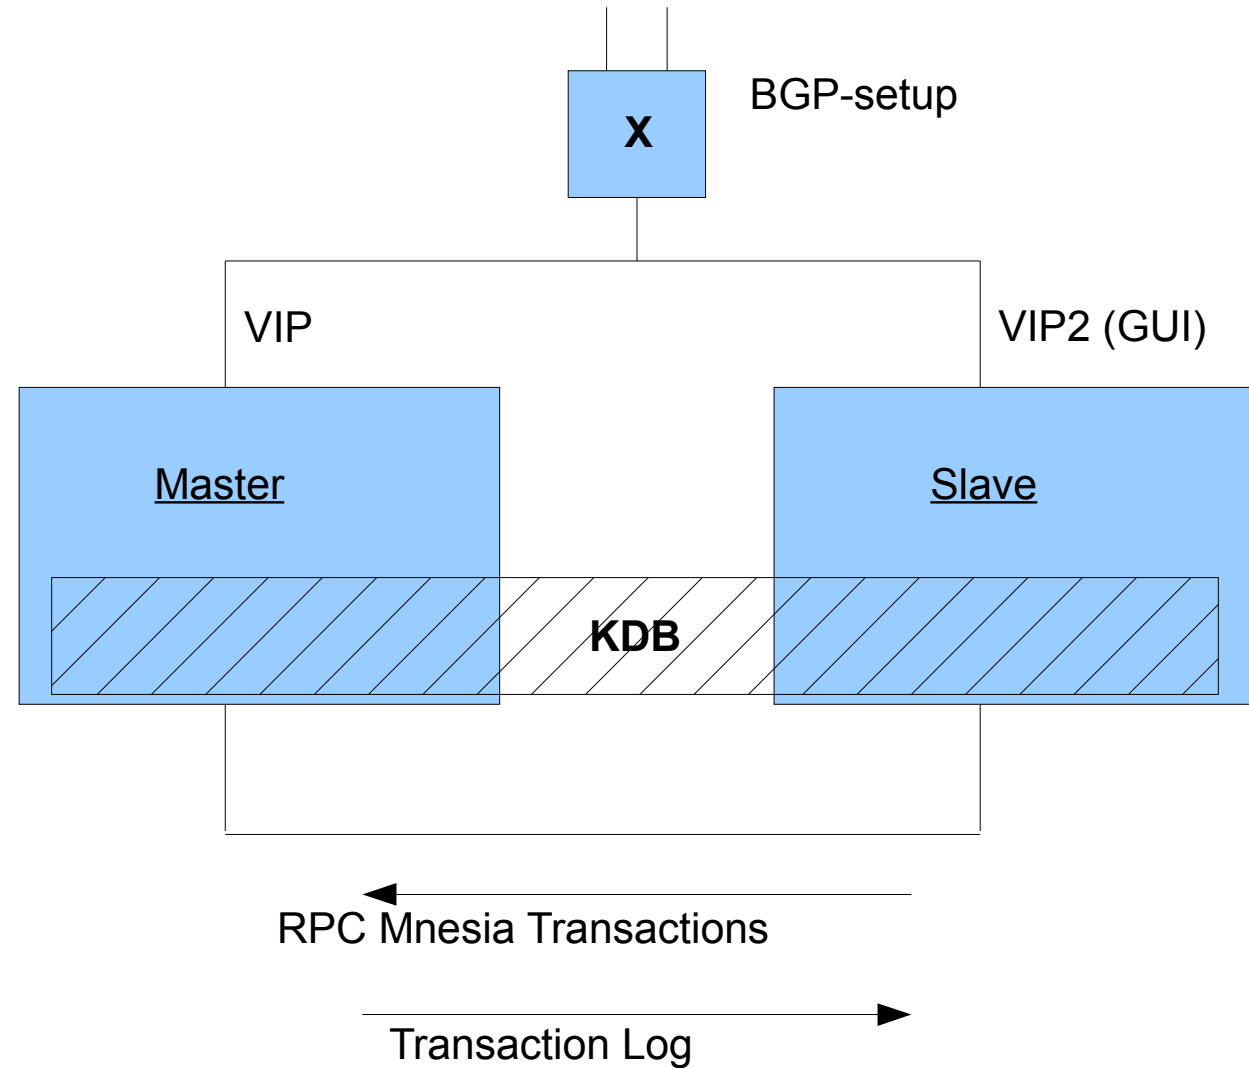 BGP-setup
X
VIP
VIP2 (GUI)
Master
Slave
KDB
RPC Mnesia Transactions
Transaction Log